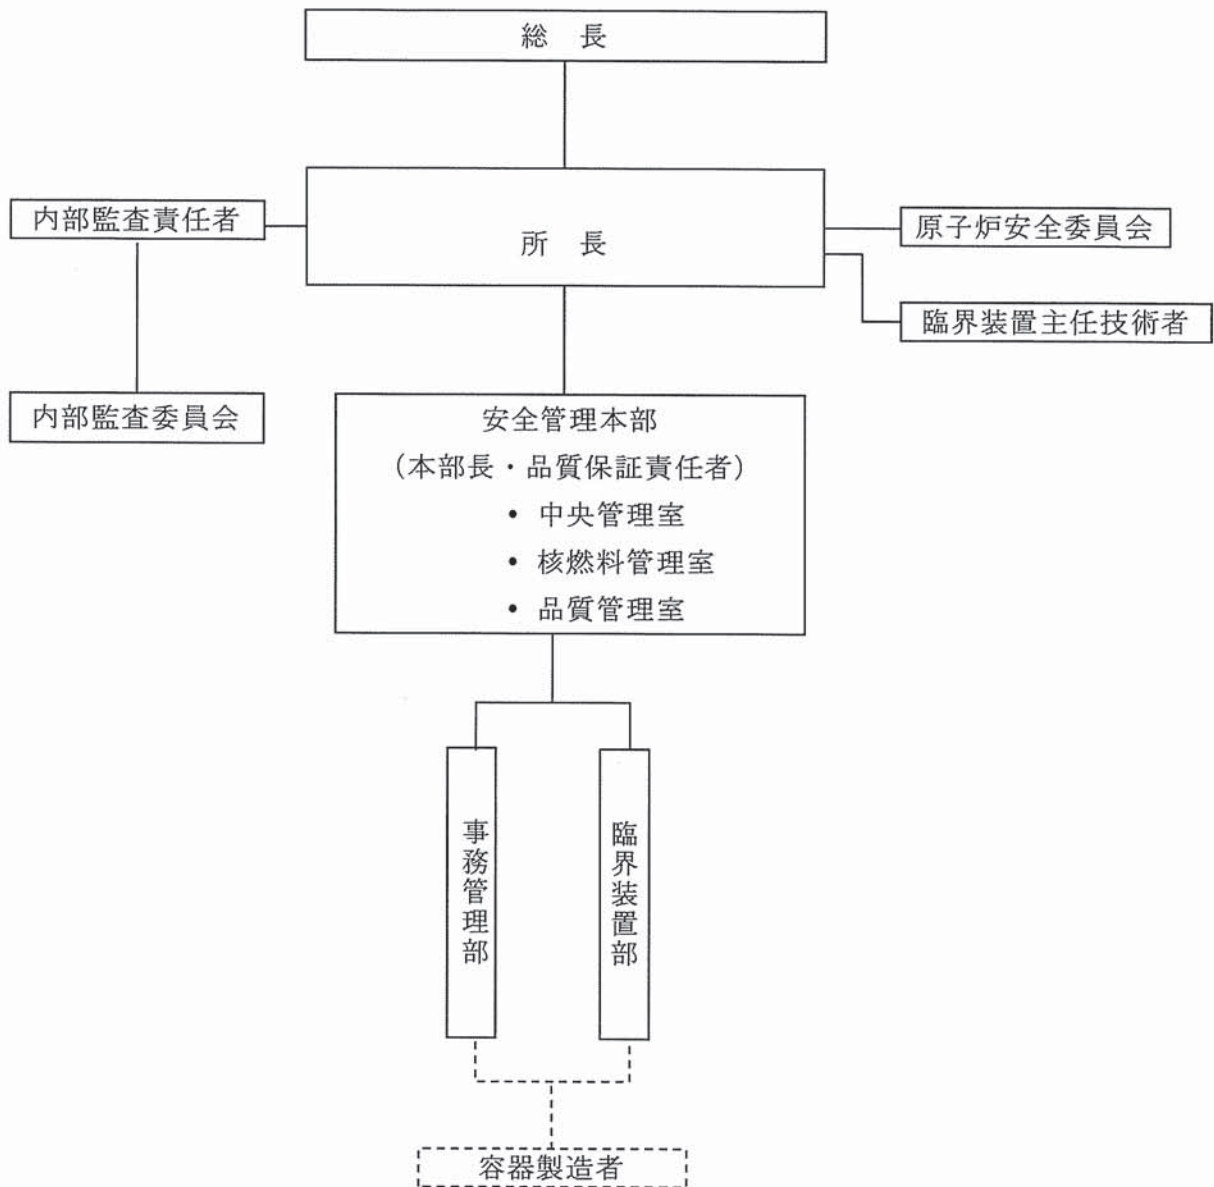 総 長
内部監査責任者
所 長
原子炉安全委員会
臨界装置主任技術者
内部監査委員会
安全管理本部
（本部長・品質保証責任者）
• 中央管理室
• 核燃料管理室
• 品質管理室
事務管理部
臨界装置部
容器製造者